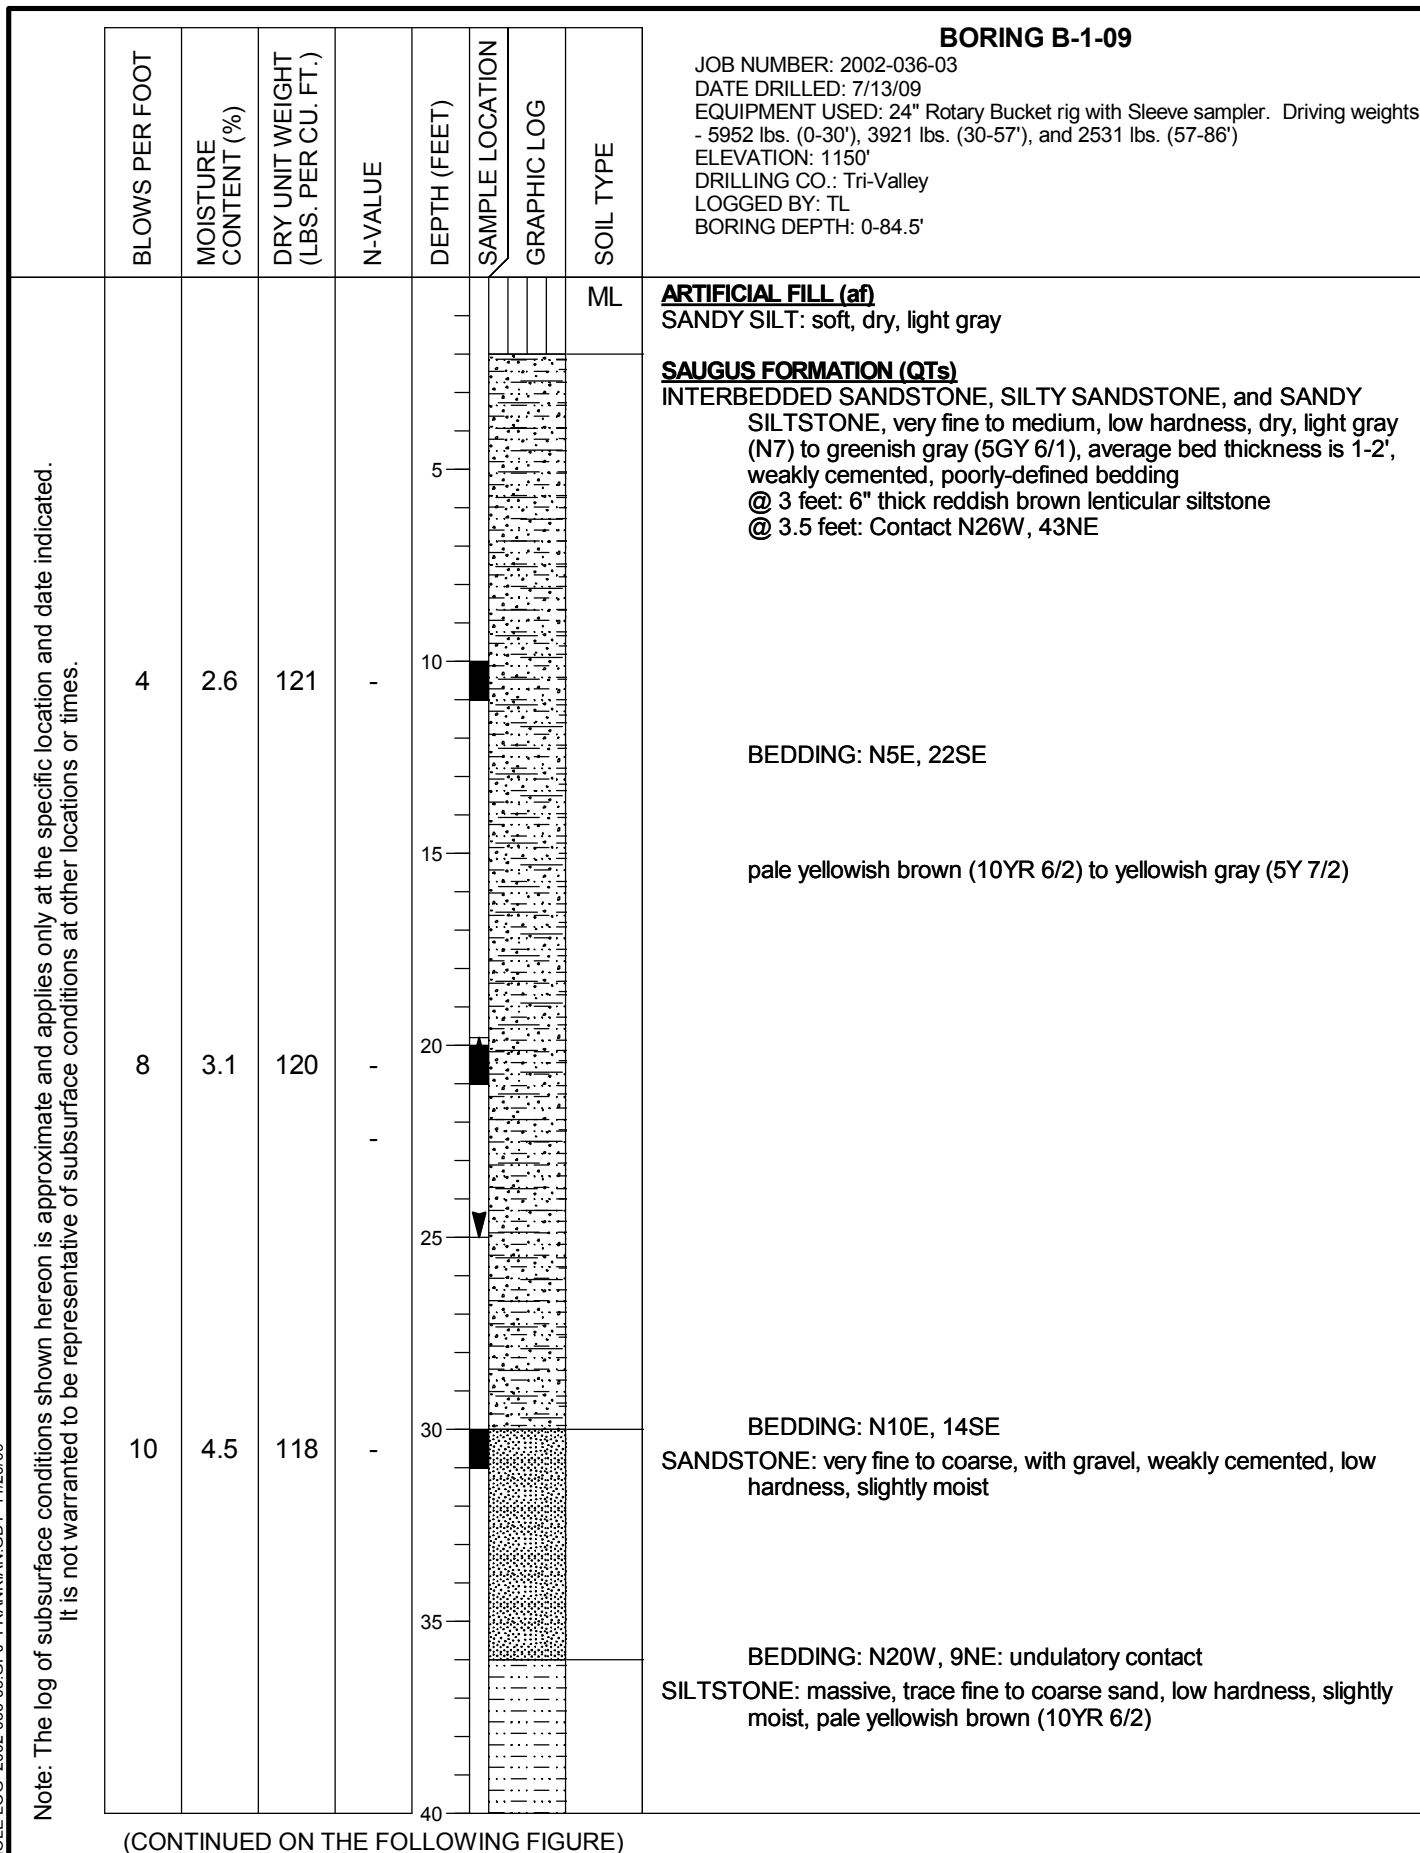 BORING B-1-09
JOB NUMBER: 2002-036-03
DATE DRILLED: 7/13/09
EQUIPMENT USED: 24" Rotary Bucket rig with Sleeve sampler. Driving weights
- 5952 lbs. (0-30'), 3921 lbs. (30-57'), and 2531 lbs. (57-86')
ELEVATION: 1150'
DRILLING CO.: Tri-Valley
LOGGED BY: TL
BORING DEPTH: 0-84.5'
BLOWS PER FOOT
MOISTURE
CONTENT (%)
DRY UNIT WEIGHT
(LBS. PER CU. FT.)
N-VALUE
DEPTH (FEET)
SAMPLE LOCATION
GRAPHIC LOG
SOIL TYPE
ML
ARTIFICIAL FILL (af)
SANDY SILT: soft, dry, light gray
SAUGUS FORMATION (QTs)
INTERBEDDED SANDSTONE, SILTY SANDSTONE, and SANDY
SILTSTONE, very fine to medium, low hardness, dry, light gray
(N7) to greenish gray (5GY 6/1), average bed thickness is 1-2',
weakly cemented, poorly-defined bedding
@ 3 feet: 6" thick reddish brown lenticular siltstone
@ 3.5 feet: Contact N26W, 43NE
5
10
4 2.6 121 -
BEDDING: N5E, 22SE
15
pale yellowish brown (10YR 6/2) to yellowish gray (5Y 7/2)
20
8 3.1 120 -
-
25
30
BEDDING: N10E, 14SE
10 4.5 118 -
SANDSTONE: very fine to coarse, with gravel, weakly cemented, low
hardness, slightly moist
35
BEDDING: N20W, 9NE: undulatory contact
SILTSTONE: massive, trace fine to coarse sand, low hardness, slightly
moist, pale yellowish brown (10YR 6/2)
40
(CONTINUED ON THE FOLLOWING FIGURE)
Note: The log of subsurface conditions shown hereon is approximate and applies only at the specific location and date indicated.
It is not warranted to be representative of subsurface conditions at other locations or times.